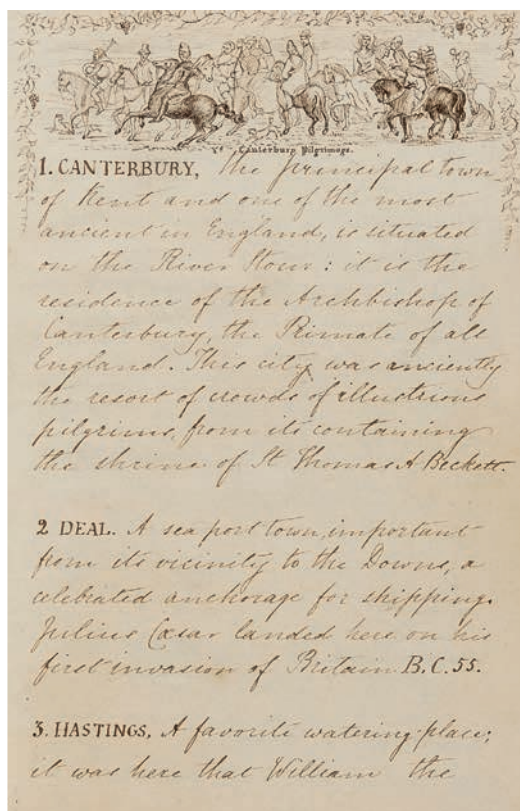 Ye Canterbury Pilgrimage.
1. CANTERBURY, the principal town
of Kent and one of the most
ancient in England, is situated
on the River Stour: it is the
residence of the Archbishop of
Canterbury, the Primate of all
England. This city was anciently
the resort of crowds of illustrious
pilgrims, from its containing
the shrine of St Thomas A Beckett.
2 DEAL. A sea port town, important
from its vicinity to the Downs, a
celebrated anchorage for shipping.
Julius Cæsar landed here on his
first invasion of Britain B.C. 55.
3. HASTINGS, A favorite watering place;
it was here that William the